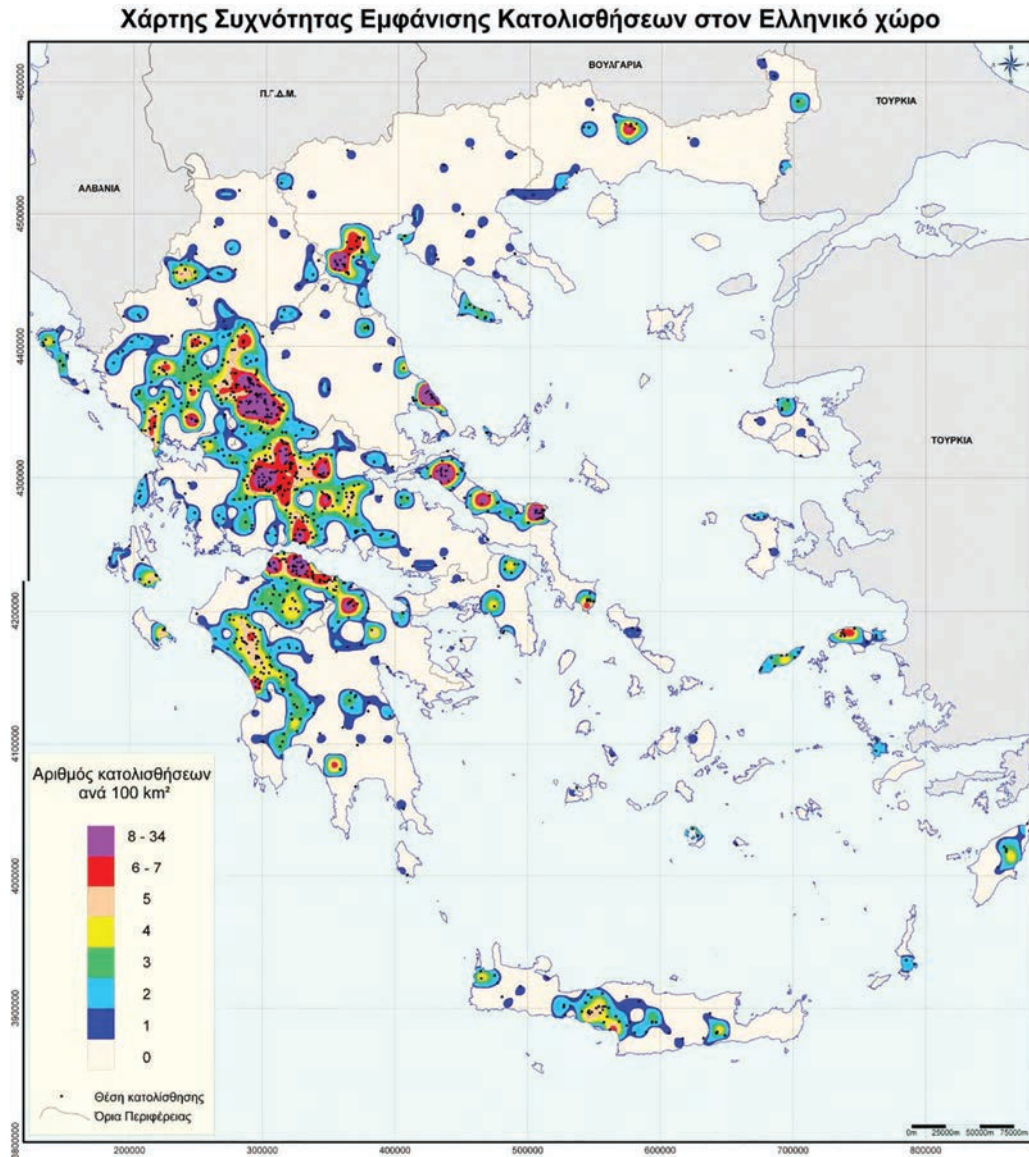 Χάρτης Συχνότητας Εμφάνισης Κατολισθήσεων στον Ελληνικό χώρο
ΒΟΥΛΓΑΡΙΑ
Π.Γ.Δ.Μ.
ΤΟΥΡΚΙΑ
ΑΛΒΑΝΙΑ
ΤΟΥΡΚΙΑ
4600000
4500000
4400000
4300000
4200000
4100000
4000000
3900000
3800000
Αριθμός κατολισθήσεων
ανά 100 km²
8 - 34
6 - 7
5
4
3
2
1
0
Θέση κατολίσθησης
Όρια Περιφέρειας
0m 25000m 50000m 75000m
200000 300000 400000 500000 600000 700000 800000